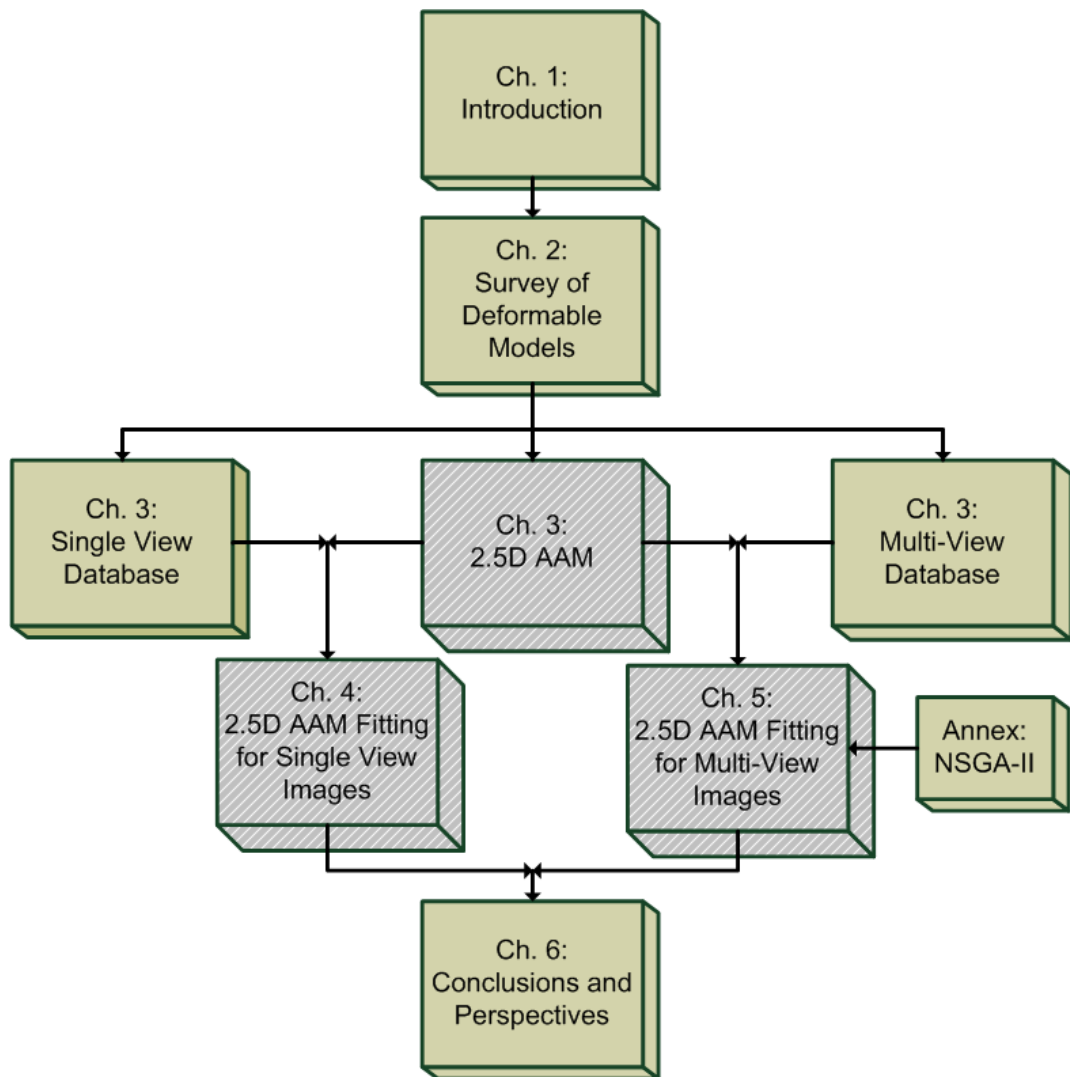 Ch. 1:
Introduction
Ch. 2:
Survey of
Deformable
Models
Ch. 3:
Single View
Database
Ch. 3:
2.5D AAM
Ch. 3:
Multi-View
Database
Ch. 4:
2.5D AAM Fitting
for Single View
Images
Ch. 5:
2.5D AAM Fitting
for Multi-View
Images
Annex:
NSGA-II
Ch. 6:
Conclusions and
Perspectives